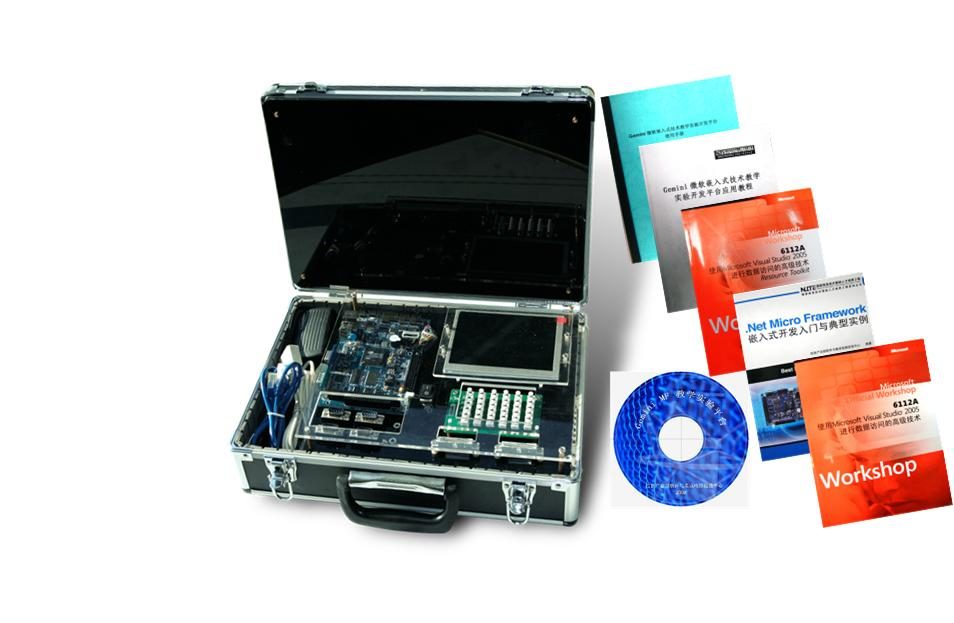 Gemini 微软嵌入式技术教学实验开发平台
使用手册
Gemini 微软嵌入式技术教学
实验开发平台应用教程
Microsoft
Microsoft
Workshop
6112A
使用Microsoft Visual Studio 2005
进行数据访问的高级技术
Resource Toolkit
Wo
NJTU
.Net Micro Framework
嵌入式开发入门与典型实例
Best
Gemini MF 教学实验平台
2008
Microsoft
Microsoft
Official Workshop
6112A
使用Microsoft Visual Studio 2005
进行数据访问的高级技术
Workshop